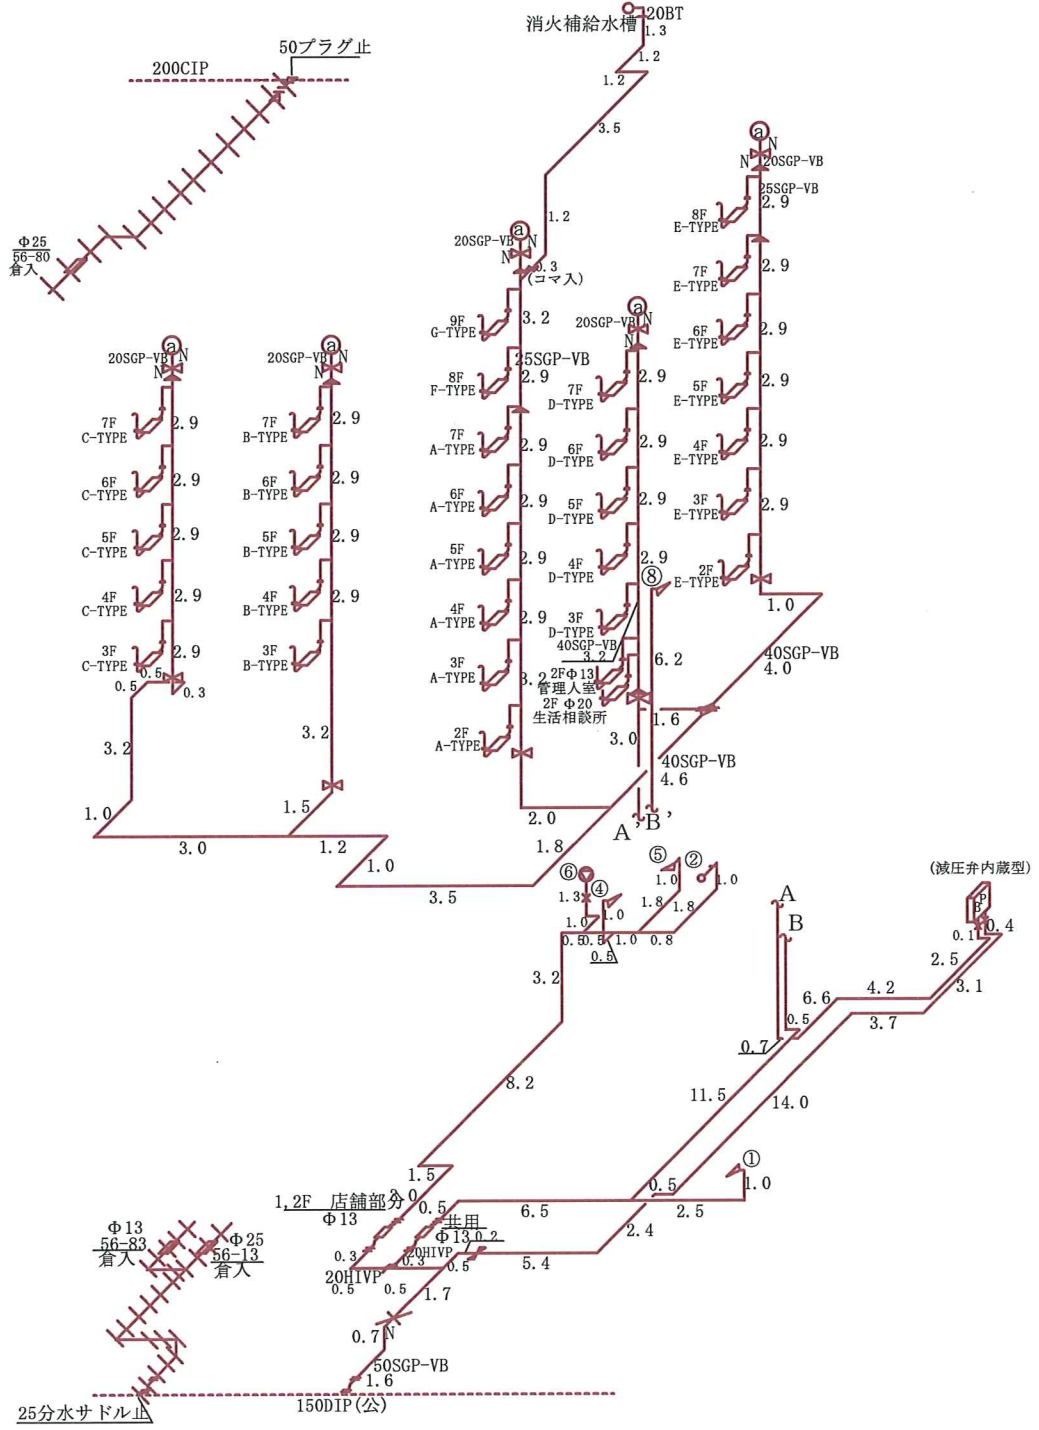 50プラグ止
200CIP
Φ25
56-80
倉入
消火補給水槽
20BT
1.3
1.2
1.2
3.5
1.2
0.3
(コマ入)
a
N
N
20SGP-VB
25SGP-VB
8F
E-TYPE
2.9
7F
E-TYPE
2.9
6F
E-TYPE
2.9
5F
E-TYPE
2.9
4F
E-TYPE
2.9
3F
E-TYPE
2.9
2F
E-TYPE
1.0
40SGP-VB
4.0
a
20SGP-VB
N
N
9F
G-TYPE
3.2
25SGP-VB
8F
F-TYPE
2.9
7F
A-TYPE
2.9
6F
A-TYPE
2.9
5F
A-TYPE
2.9
4F
A-TYPE
2.9
3F
A-TYPE
3.2
2F
A-TYPE
2.0
a
20SGP-VB
N
N
7F
D-TYPE
2.9
6F
D-TYPE
2.9
5F
D-TYPE
2.9
4F
D-TYPE
2.9
⑧
3F
D-TYPE
40SGP-VB
3.2
6.2
2FΦ13
管理人室
2F Φ20
生活相談所
1.6
3.0
40SGP-VB
4.6
A'
B'
a
20SGP-VB
N
N
7F
C-TYPE
2.9
6F
C-TYPE
2.9
5F
C-TYPE
2.9
4F
C-TYPE
2.9
3F
C-TYPE
2.9
0.5
0.5
0.3
3.2
1.0
3.0
a
20SGP-VB
N
N
7F
B-TYPE
2.9
6F
B-TYPE
2.9
5F
B-TYPE
2.9
4F
B-TYPE
2.9
3F
B-TYPE
3.2
1.5
1.2
1.0
3.5
1.8
⑥
④
⑤
②
1.3
1.0
1.0
1.0
1.0
1.8
1.8
0.5
0.5
1.0
0.8
0.5
3.2
8.2
A
B
(減圧弁内蔵型)
P
B
0.1
0.4
2.5
3.1
4.2
3.7
6.6
0.5
0.7
11.5
14.0
①
1.0
0.5
2.5
1.5
2.0
1,2F 店舗部分
Φ13
0.5
6.5
共用
Φ13
0.2
2.4
5.4
0.3
20HIVP
0.3
0.5
20HIVP
0.5
0.5
1.7
0.7
N
50SGP-VB
1.6
150DIP(公)
Φ13
56-83
倉入
Φ25
56-13
倉入
25分水サドル止